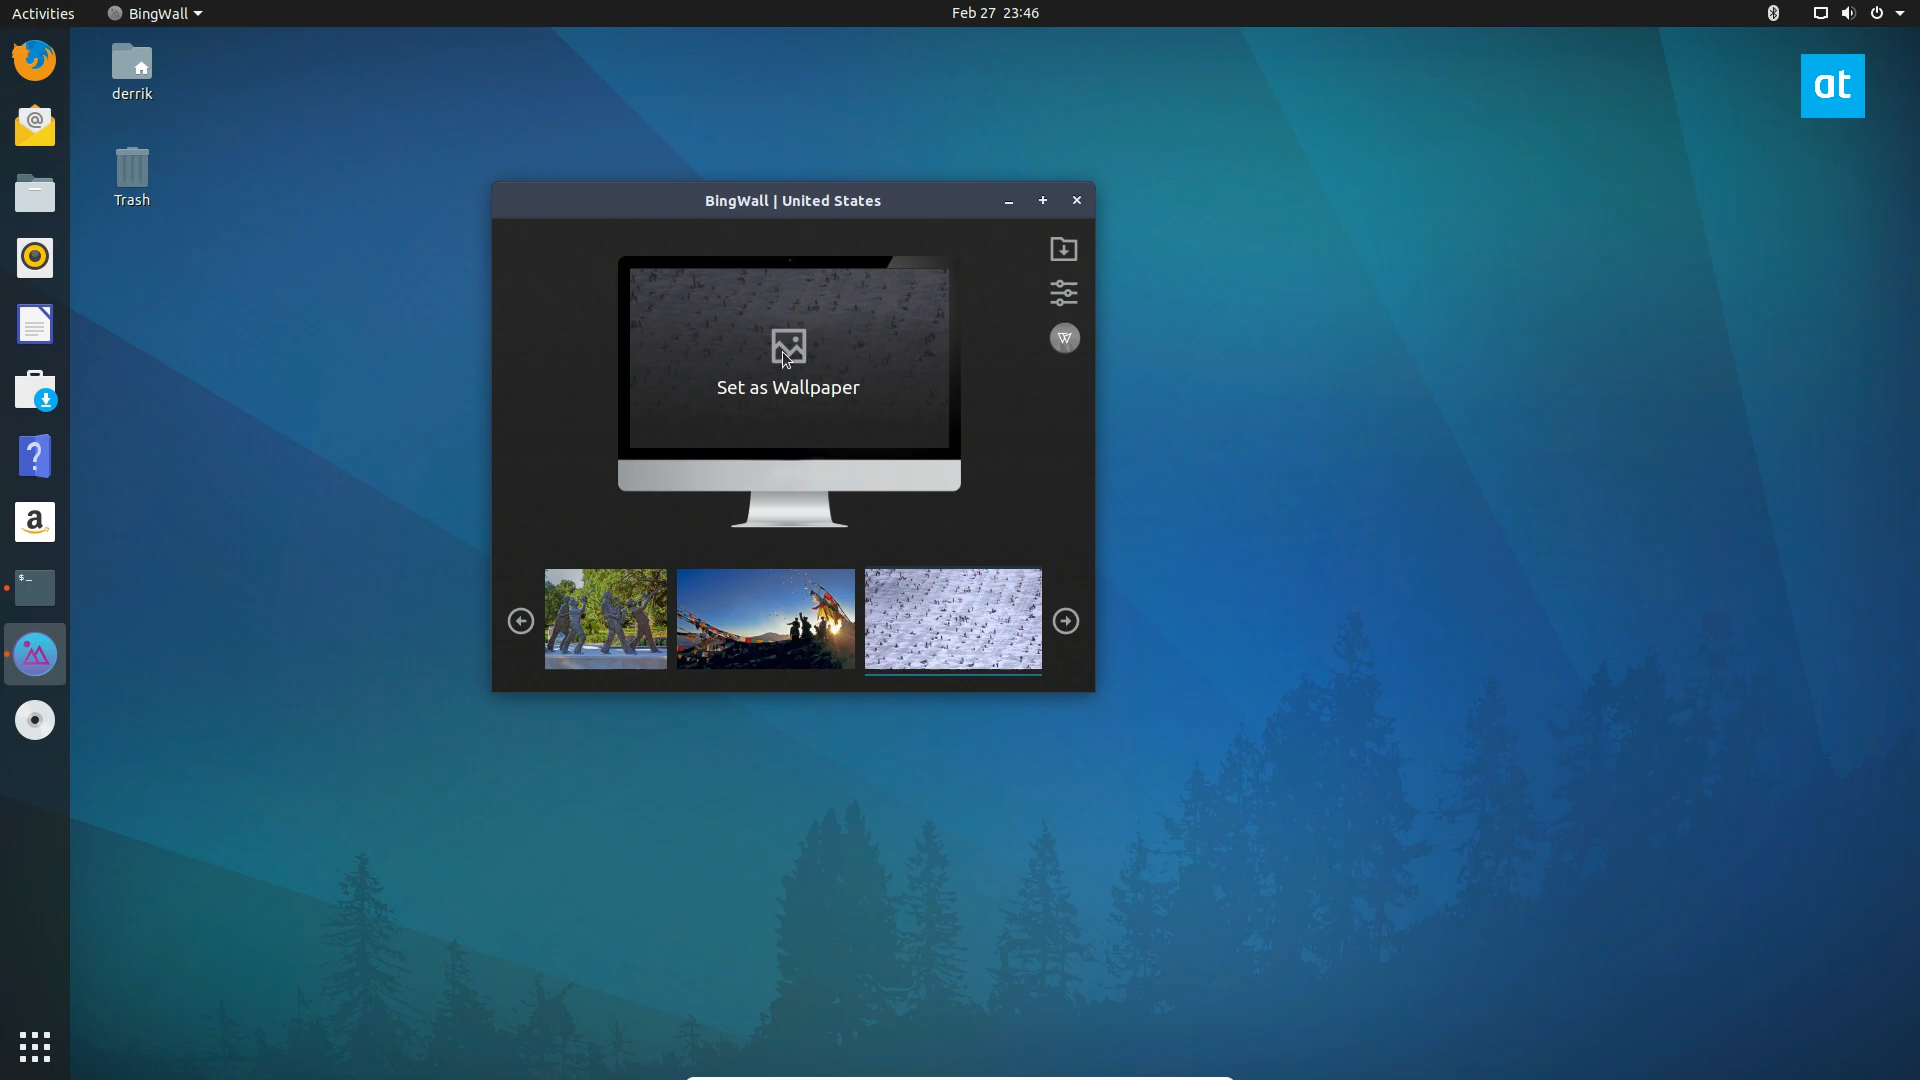 Activities
BingWall
Feb 27 23:46
derrik
Trash
at
BingWall | United States
Set as Wallpaper
@
?
a
$_
W